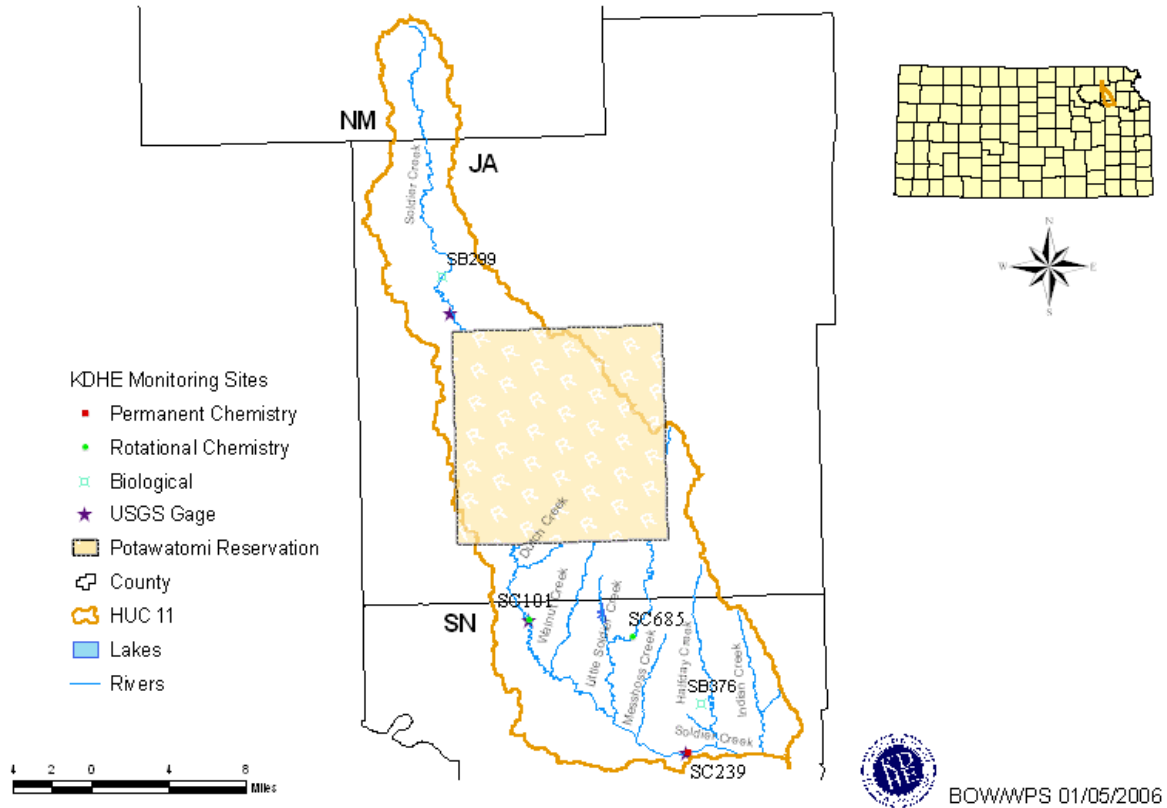 NM
JA
Soldier Creek
SB299
N
W
E
S
KDHE Monitoring Sites
Permanent Chemistry
Rotational Chemistry
Biological
USGS Gage
Potawatomi Reservation
County
HUC 11
Lakes
Rivers
R
Dutch Creek
SC101
SN
Walnut Creek
Little Soldier Creek
SC685
Messhoss Creek
Halfday Creek
SB376
Indian Creek
Soldier Creek
SC239
4 2 0 4 8
Miles
KDHE
BOW/WPS 01/05/2006